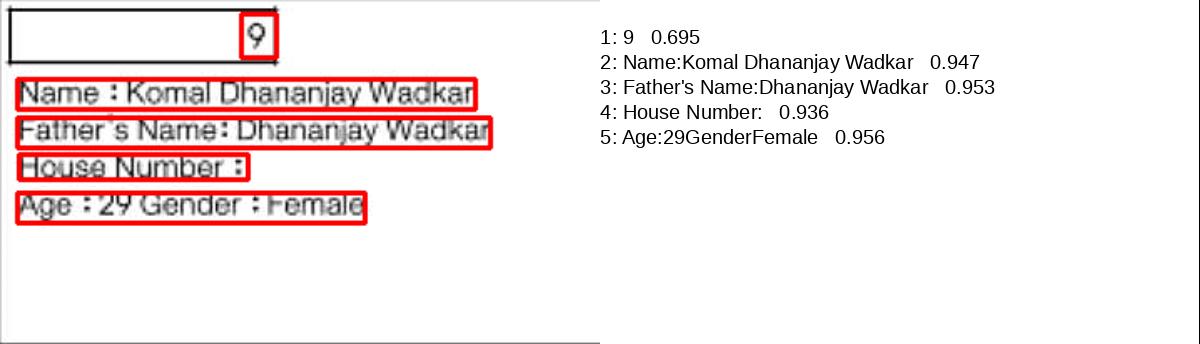 9
1: 9 0.695
Name : Komal Dhananjay Wadkar
2: Name:Komal Dhananjay Wadkar 0.947
Father's Name: Dhananjay Wadkar
3: Father's Name:Dhananjay Wadkar 0.953
House Number :
4: House Number: 0.936
Age : 29 Gender : Female
5: Age:29GenderFemale 0.956